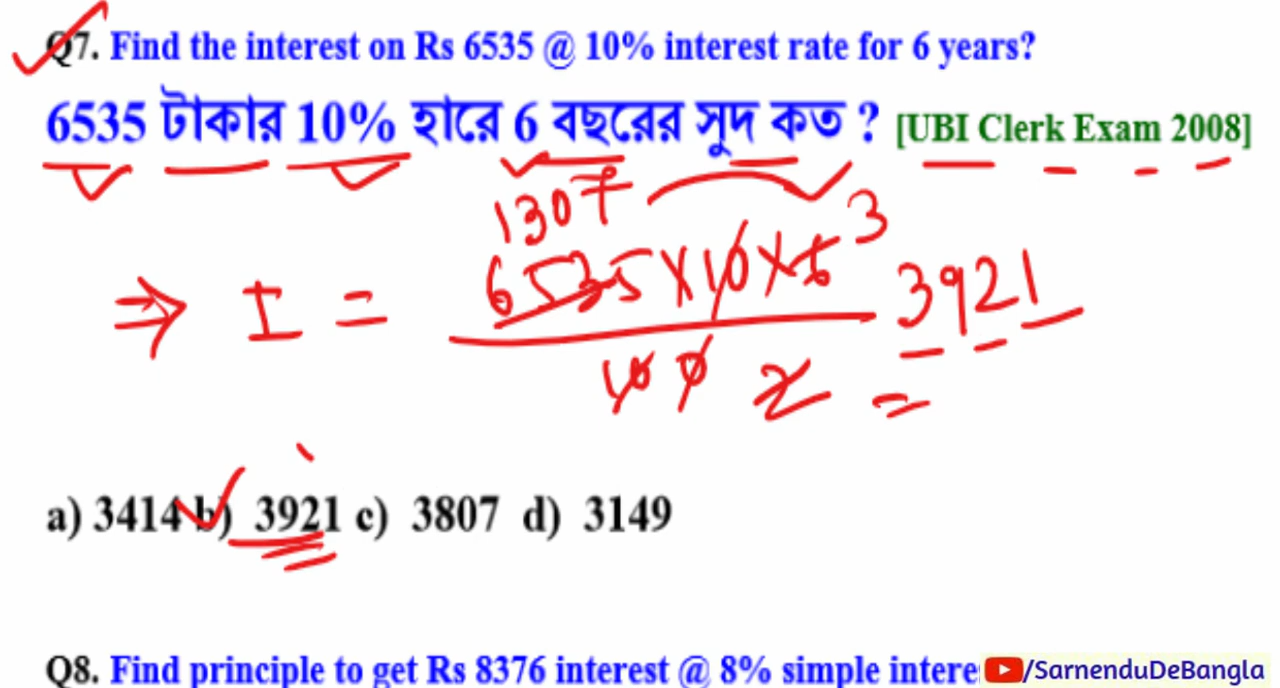 Q7. Find the interest on Rs 6535 @ 10% interest rate for 6 years?
6535 টাকার 10% হারে 6 বছরের সুদ কত ? [UBI Clerk Exam 2008]
1307
3
⇒ I = 6535 × 10 × 6
3921
100 2 =
a) 3414 b) 3921 c) 3807 d) 3149
Q8. Find principle to get Rs 8376 interest @ 8% simple intere
/SarnenduDeBangla